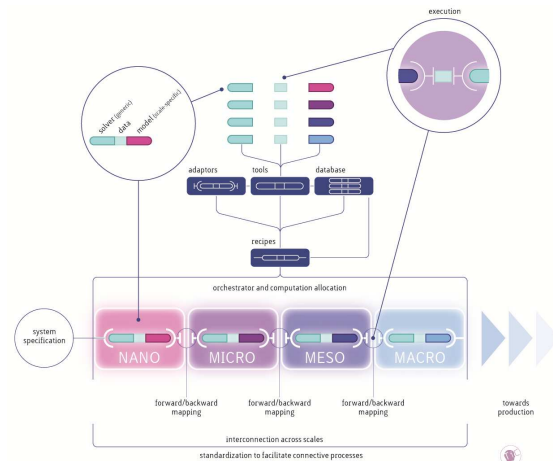 execution
solver (generic)
data
model (scale-specific)
adaptors
tools
database
recipes
orchestrator and computation allocation
system
specification
NANO
MICRO
MESO
MACRO
forward/backward
mapping
forward/backward
mapping
forward/backward
mapping
towards
production
interconnection across scales
standardization to facilitate connective processes